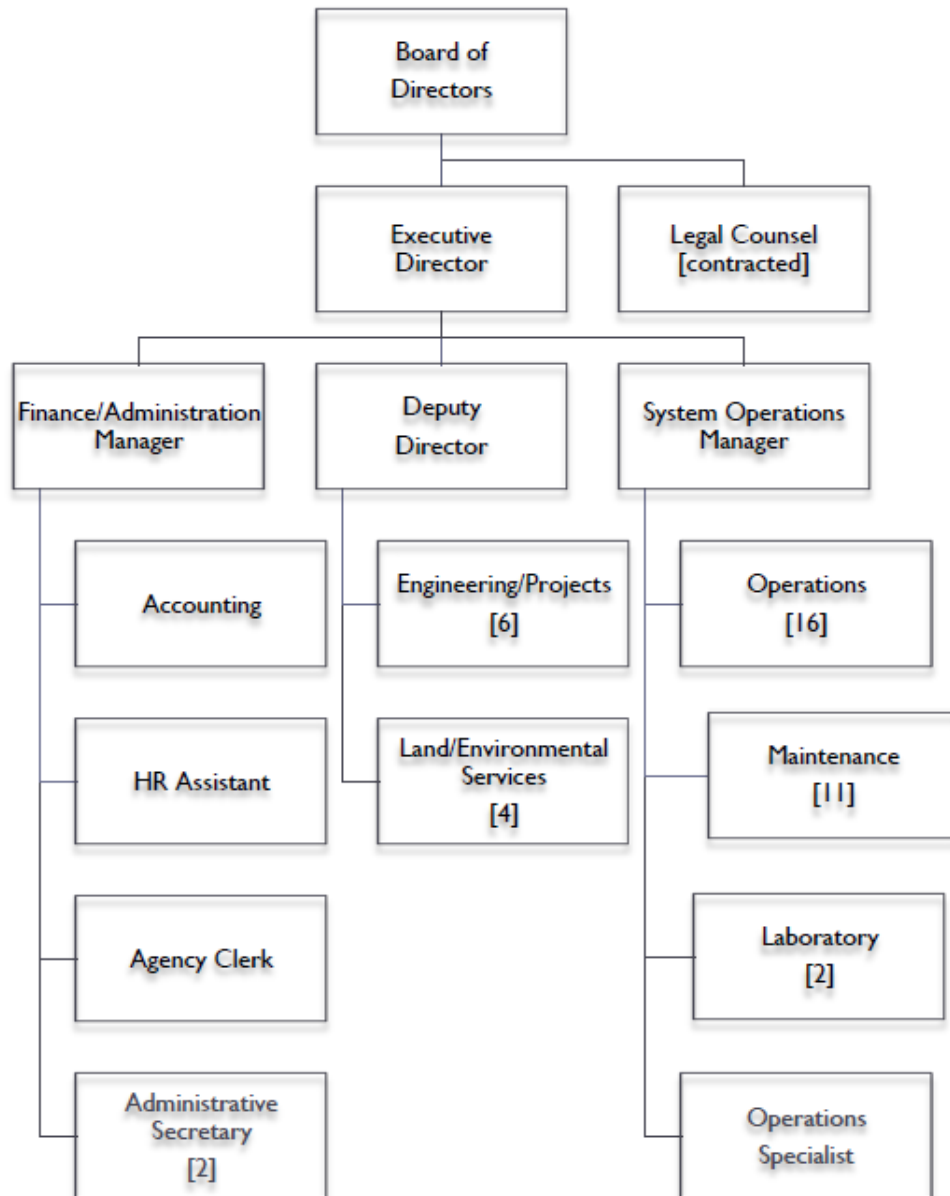 Board of
Directors
Executive
Director
Legal Counsel
[contracted]
Finance/Administration
Manager
Deputy
Director
System Operations
Manager
Accounting
Engineering/Projects
[6]
Operations
[16]
HR Assistant
Land/Environmental
Services
[4]
Maintenance
[11]
Agency Clerk
Laboratory
[2]
Administrative
Secretary
[2]
Operations
Specialist